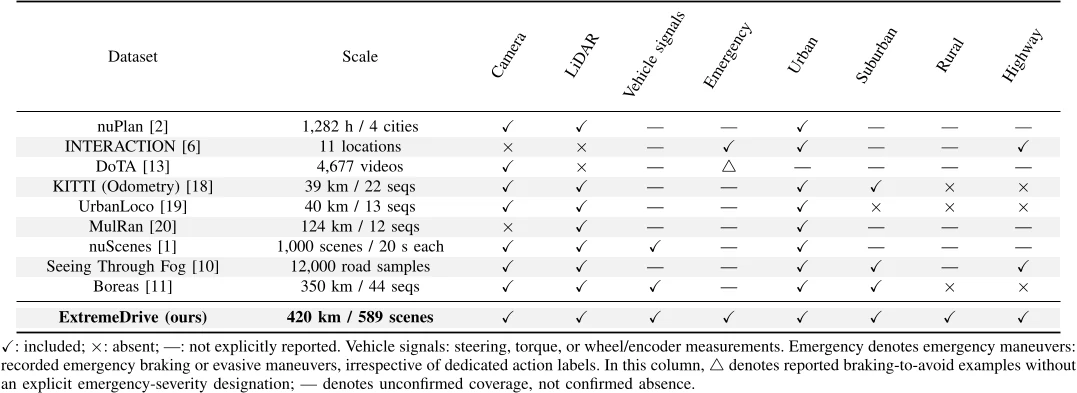 Dataset Scale Camera LiDAR Vehicle signals Emergency Urban Suburban Rural Highway
nuPlan [2] 1,282 h / 4 cities ✓ ✓ — — ✓ — — —
INTERACTION [6] 11 locations × × — ✓ ✓ — — ✓
DoTA [13] 4,677 videos ✓ × — △ — — — —
KITTI (Odometry) [18] 39 km / 22 seqs ✓ ✓ — — ✓ ✓ × ×
UrbanLoco [19] 40 km / 13 seqs ✓ ✓ — — ✓ × × ×
MulRan [20] 124 km / 12 seqs × ✓ — — ✓ — — —
nuScenes [1] 1,000 scenes / 20 s each ✓ ✓ ✓ — ✓ — — —
Seeing Through Fog [10] 12,000 road samples ✓ ✓ — — ✓ ✓ — ✓
Boreas [11] 350 km / 44 seqs ✓ ✓ ✓ — ✓ ✓ × ×
ExtremeDrive (ours) 420 km / 589 scenes ✓ ✓ ✓ ✓ ✓ ✓ ✓ ✓
✓: included; ×: absent; —: not explicitly reported. Vehicle signals: steering, torque, or wheel/encoder measurements. Emergency denotes emergency maneuvers:
recorded emergency braking or evasive maneuvers, irrespective of dedicated action labels. In this column, △ denotes reported braking-to-avoid examples without
an explicit emergency-severity designation; — denotes unconfirmed coverage, not confirmed absence.